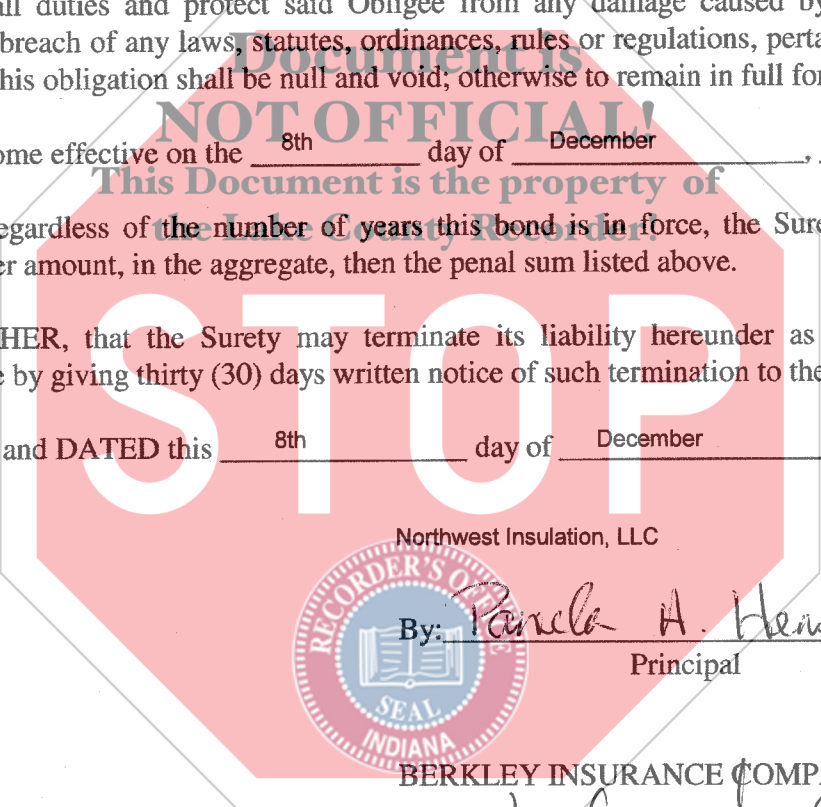 all duties and protect said Obligee from any damage caused by
breach of any laws, statutes, ordinances, rules or regulations, perta
his obligation shall be null and void; otherwise to remain in full for
Document is
NOT OFFICIAL!
This Document is the property of
the Lake County Recorder!
ome effective on the 8th day of December,
egardless of the number of years this bond is in force, the Sure
er amount, in the aggregate, then the penal sum listed above.
STOP
HER, that the Surety may terminate its liability hereunder as
e by giving thirty (30) days written notice of such termination to the
and DATED this 8th day of December
Northwest Insulation, LLC
RECORDER'S OFFICE
SEAL
INDIANA
By: Pamela A. Hen
Principal
BERKLEY INSURANCE COMPA